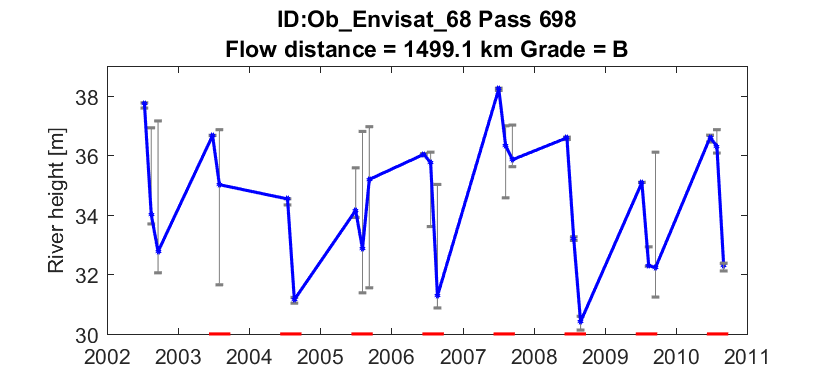 ID:Ob_Envisat_68 Pass 698
Flow distance = 1499.1 km Grade = B
River height [m]
38
36
34
32
30
2002 2003 2004 2005 2006 2007 2008 2009 2010 2011